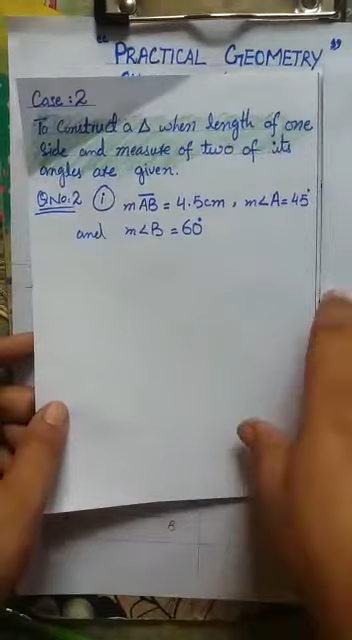 "PRACTICAL GEOMETRY"
Case:2
To Construct a Δ when length of one
Side and measure of two of its
angles are given.
QNo:2 (i) mAB = 4.5cm, m∠A=45°
and m∠B = 60°
B